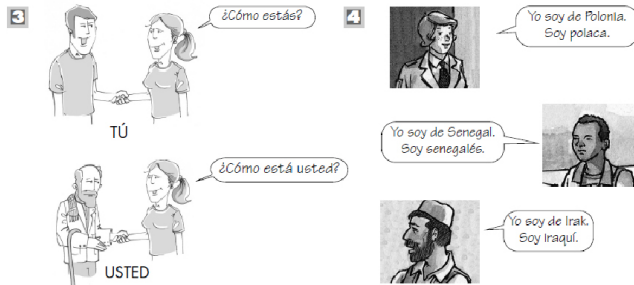 3
¿Cómo estás?
TÚ
¿Cómo está usted?
USTED
4
Yo soy de Polonia.
Soy polaca.
Yo soy de Senegal.
Soy senegalés.
Yo soy de Irak.
Soy Iraquí.